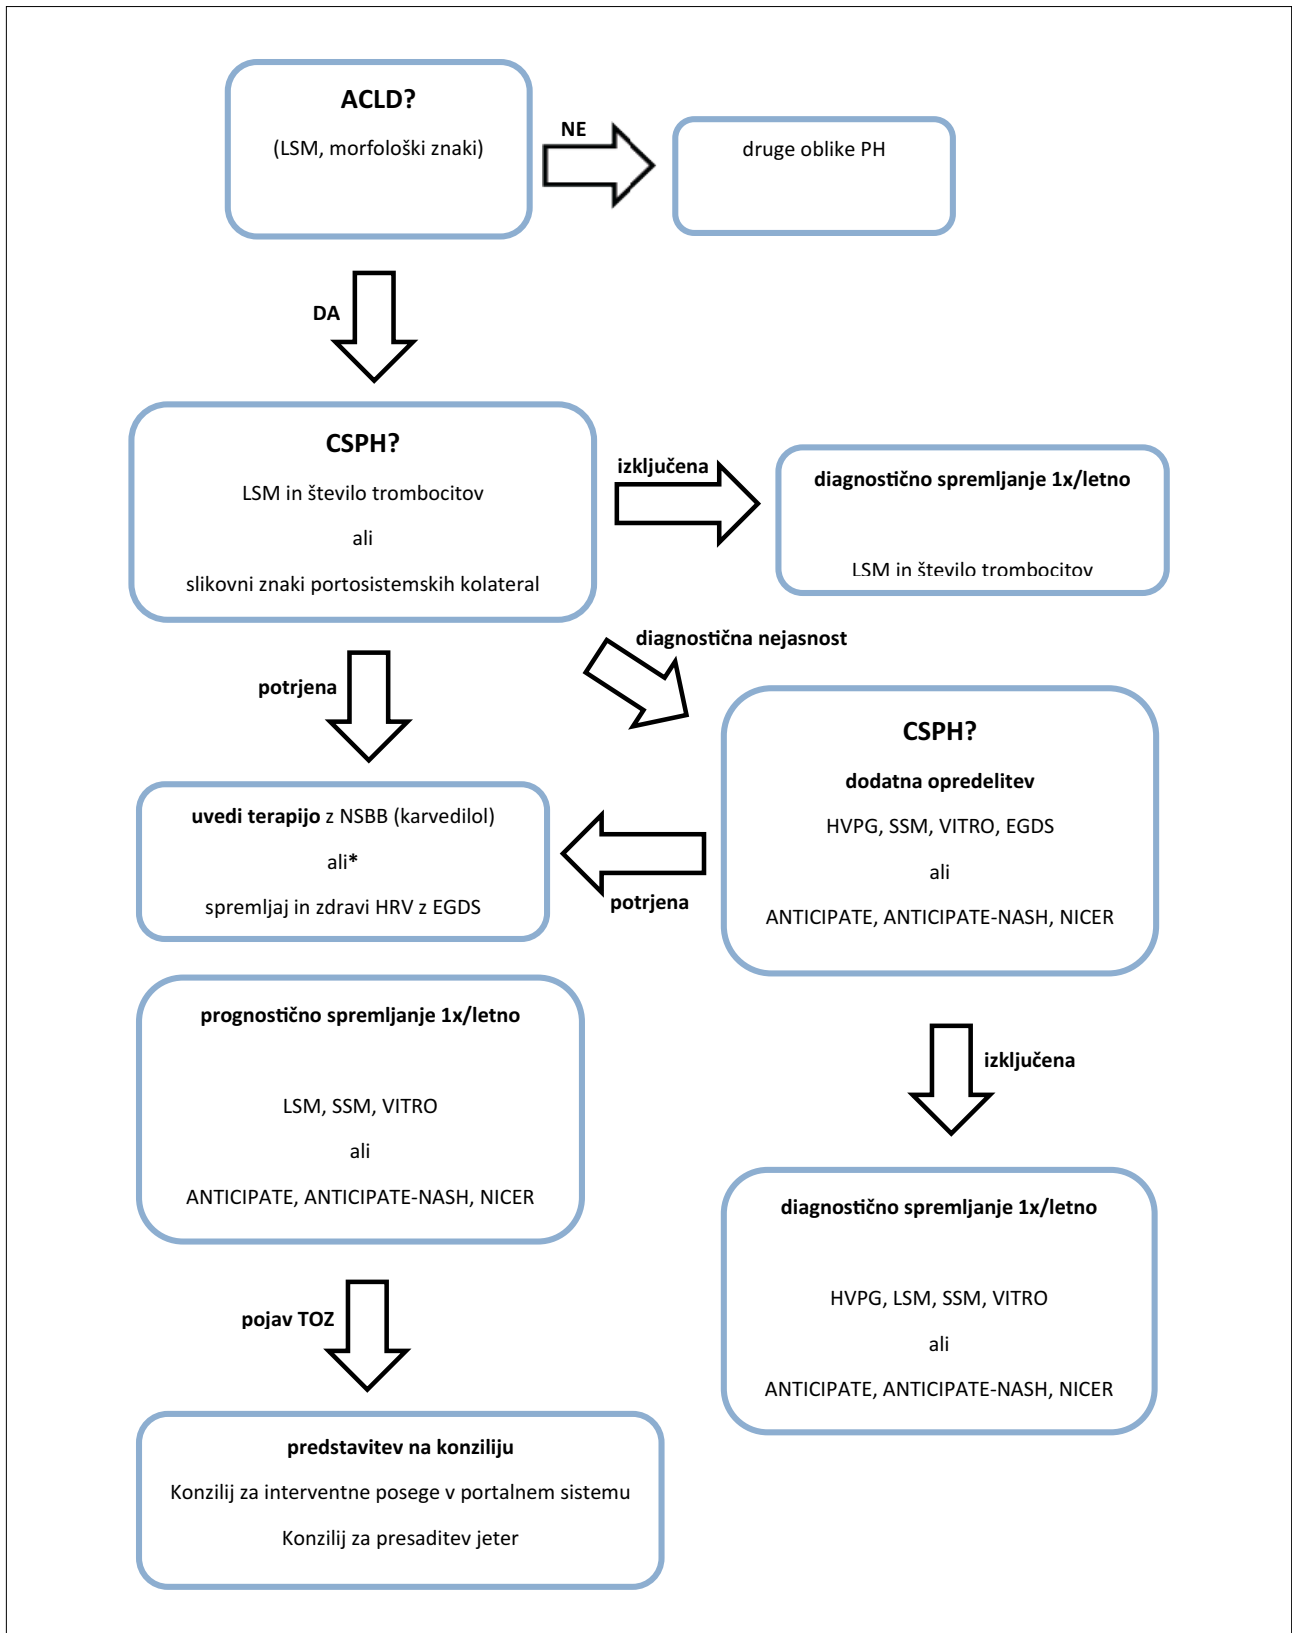 ACLD?
(LSM, morfološki znaki)
NE
druge oblike PH
DA
CSPH?
LSM in število trombocitov
ali
slikovni znaki portosistemskih kolateral
izključena
diagnostično spremljanje 1x/letno
LSM in število trombocitov
diagnostična nejasnost
potrjena
CSPH?
dodatna opredelitev
HVPG, SSM, VITRO, EGDS
ali
ANTICIPATE, ANTICIPATE-NASH, NICER
uvedi terapijo z NSBB (karvedilol)
ali*
spremljaj in zdravi HRV z EGDS
potrjena
prognostično spremljanje 1x/letno
LSM, SSM, VITRO
ali
ANTICIPATE, ANTICIPATE-NASH, NICER
izključena
diagnostično spremljanje 1x/letno
HVPG, LSM, SSM, VITRO
ali
ANTICIPATE, ANTICIPATE-NASH, NICER
pojav TOZ
predstavitev na konziliju
Konzilij za interventne posege v portalnem sistemu
Konzilij za presaditev jeter